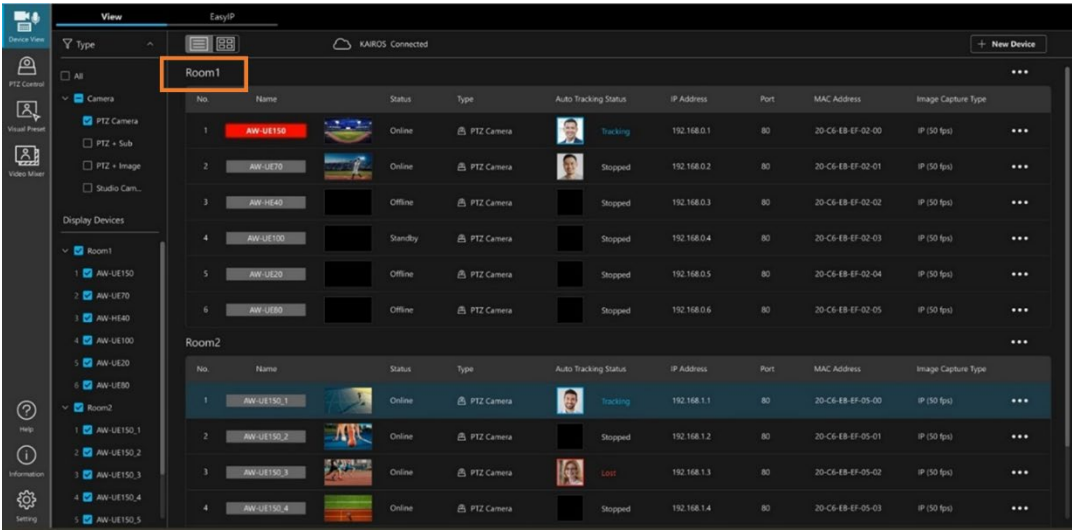 View EasyIP
Device View
Type
KAIROS Connected
+ New Device
PTZ Control
All
Room1
Camera
No. Name Status Type Auto Tracking Status IP Address Port MAC Address Image Capture Type
Visual Preset
PTZ Camera
1 AW-UE150 Online PTZ Camera Tracking 192.168.0.1 80 20-C6-EB-EF-02-00 IP (50 fps)
PTZ + Sub
Video Mixer
PTZ + Image
2 AW-UE70 Online PTZ Camera Stopped 192.168.0.2 80 20-C6-EB-EF-02-01 IP (50 fps)
Studio Cam...
3 AW-HE40 Offline PTZ Camera Stopped 192.168.0.3 80 20-C6-EB-EF-02-02 IP (50 fps)
Display Devices
4 AW-UE100 Standby PTZ Camera Stopped 192.168.0.4 80 20-C6-EB-EF-02-03 IP (50 fps)
Room1
1 AW-UE150
5 AW-UE20 Offline PTZ Camera Stopped 192.168.0.5 80 20-C6-EB-EF-02-04 IP (50 fps)
2 AW-UE70
6 AW-UE80 Offline PTZ Camera Stopped 192.168.0.6 80 20-C6-EB-EF-02-05 IP (50 fps)
3 AW-HE40
4 AW-UE100
Room2
5 AW-UE20
No. Name Status Type Auto Tracking Status IP Address Port MAC Address Image Capture Type
6 AW-UE80
1 AW-UE150_1 Online PTZ Camera Tracking 192.168.1.1 80 20-C6-EB-EF-05-00 IP (50 fps)
Room2
Help
1 AW-UE150_1
2 AW-UE150_2 Online PTZ Camera Stopped 192.168.1.2 80 20-C6-EB-EF-05-01 IP (50 fps)
2 AW-UE150_2
Information
3 AW-UE150_3
3 AW-UE150_3 Online PTZ Camera Lost 192.168.1.3 80 20-C6-EB-EF-05-02 IP (50 fps)
4 AW-UE150_4
4 AW-UE150_4 Online PTZ Camera Stopped 192.168.1.4 80 20-C6-EB-EF-05-03 IP (50 fps)
Setting
5 AW-UE150_5